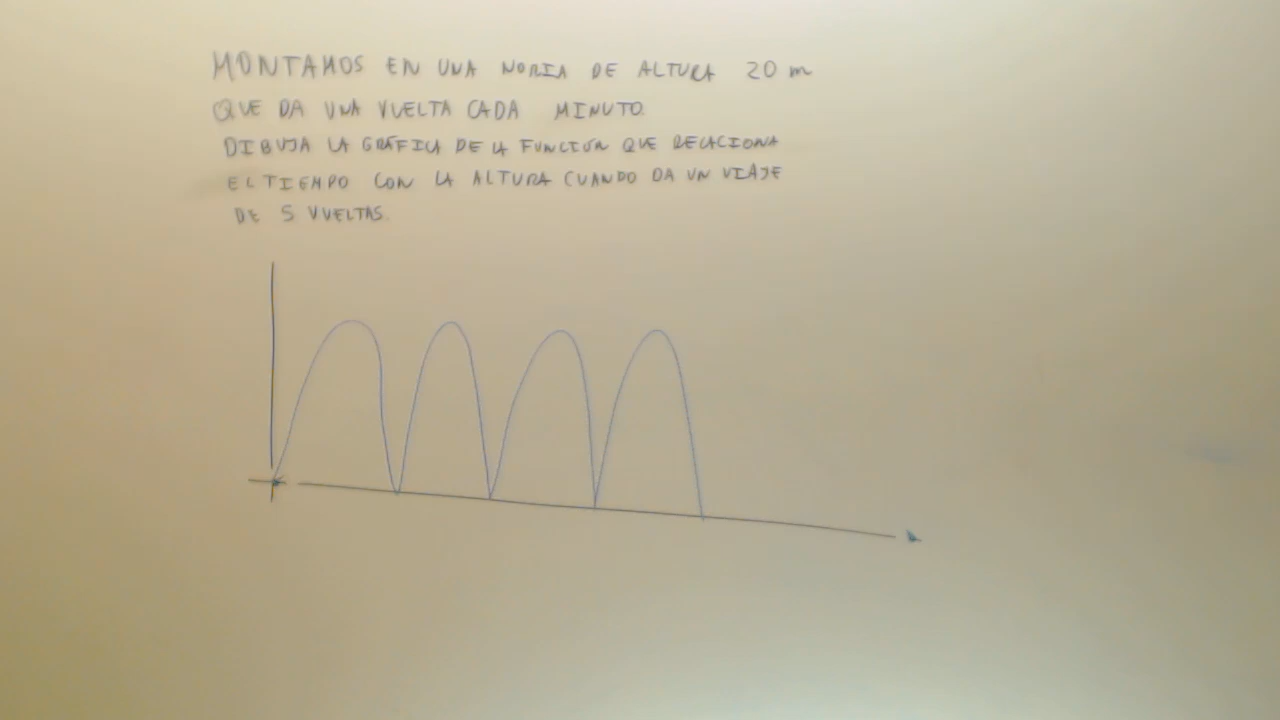 MONTAMOS EN UNA NORIA DE ALTURA 20 m
QUE DA UNA VUELTA CADA MINUTO.
DIBUJA LA GRÁFICA DE LA FUNCIÓN QUE RELACIONA
EL TIEMPO CON LA ALTURA CUANDO DA UN VIAJE
DE 5 VUELTAS.